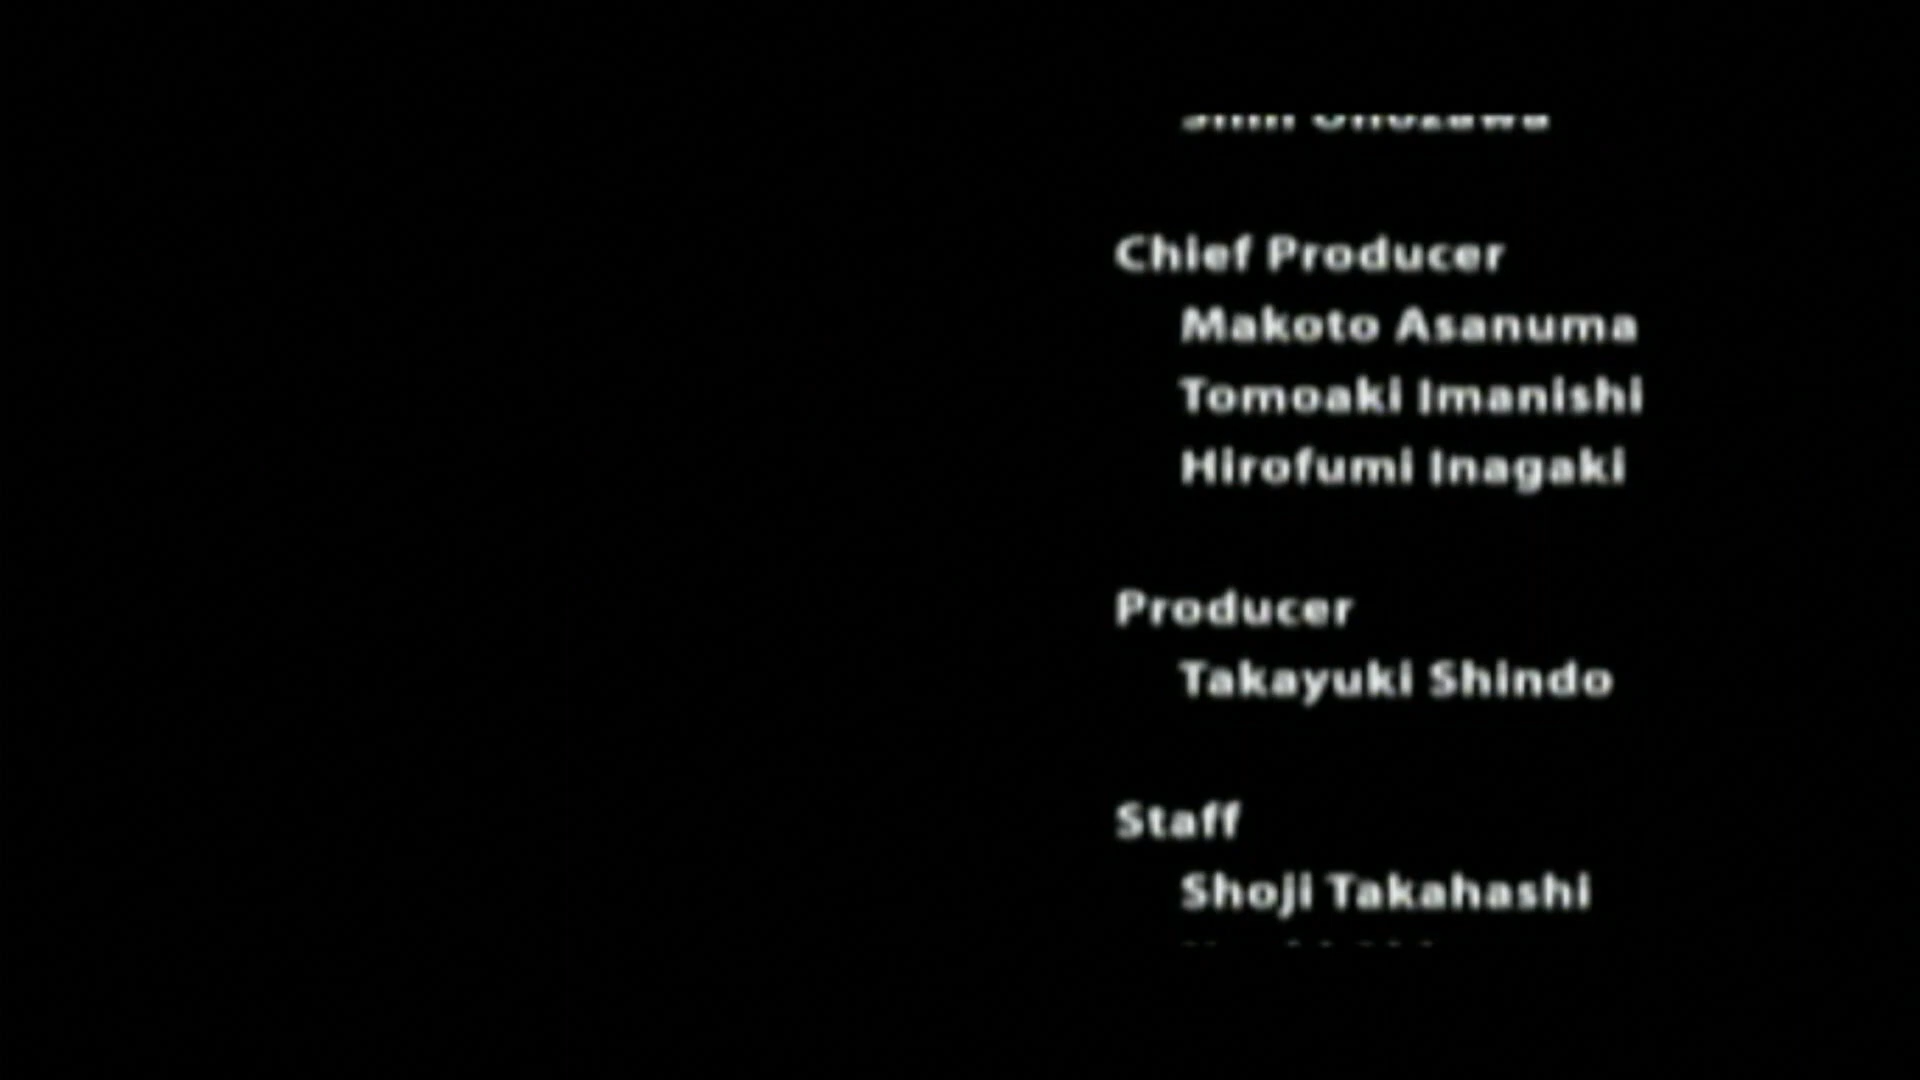 Chief Producer
Makoto Asanuma
Tomoaki Imanishi
Hirofumi Inagaki
Producer
Takayuki Shindo
Staff
Shoji Takahashi